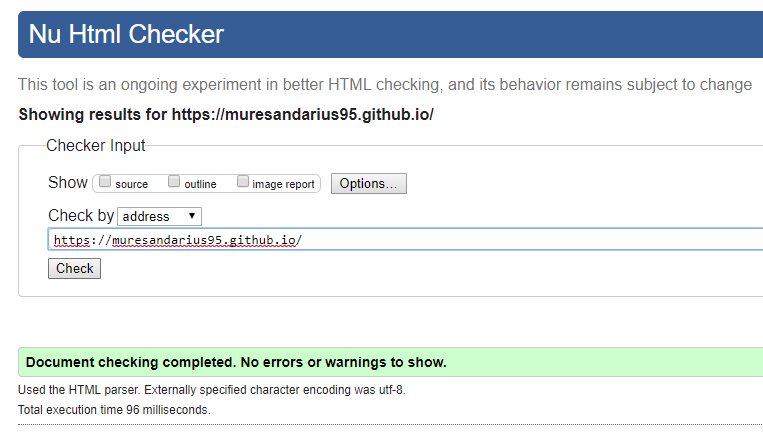 Nu Html Checker
This tool is an ongoing experiment in better HTML checking, and its behavior remains subject to change
Showing results for https://muresandarius95.github.io/
Checker Input
Show source outline image report Options...
Check by address
https://muresandarius95.github.io/
Check
Document checking completed. No errors or warnings to show.
Used the HTML parser. Externally specified character encoding was utf-8.
Total execution time 96 milliseconds.